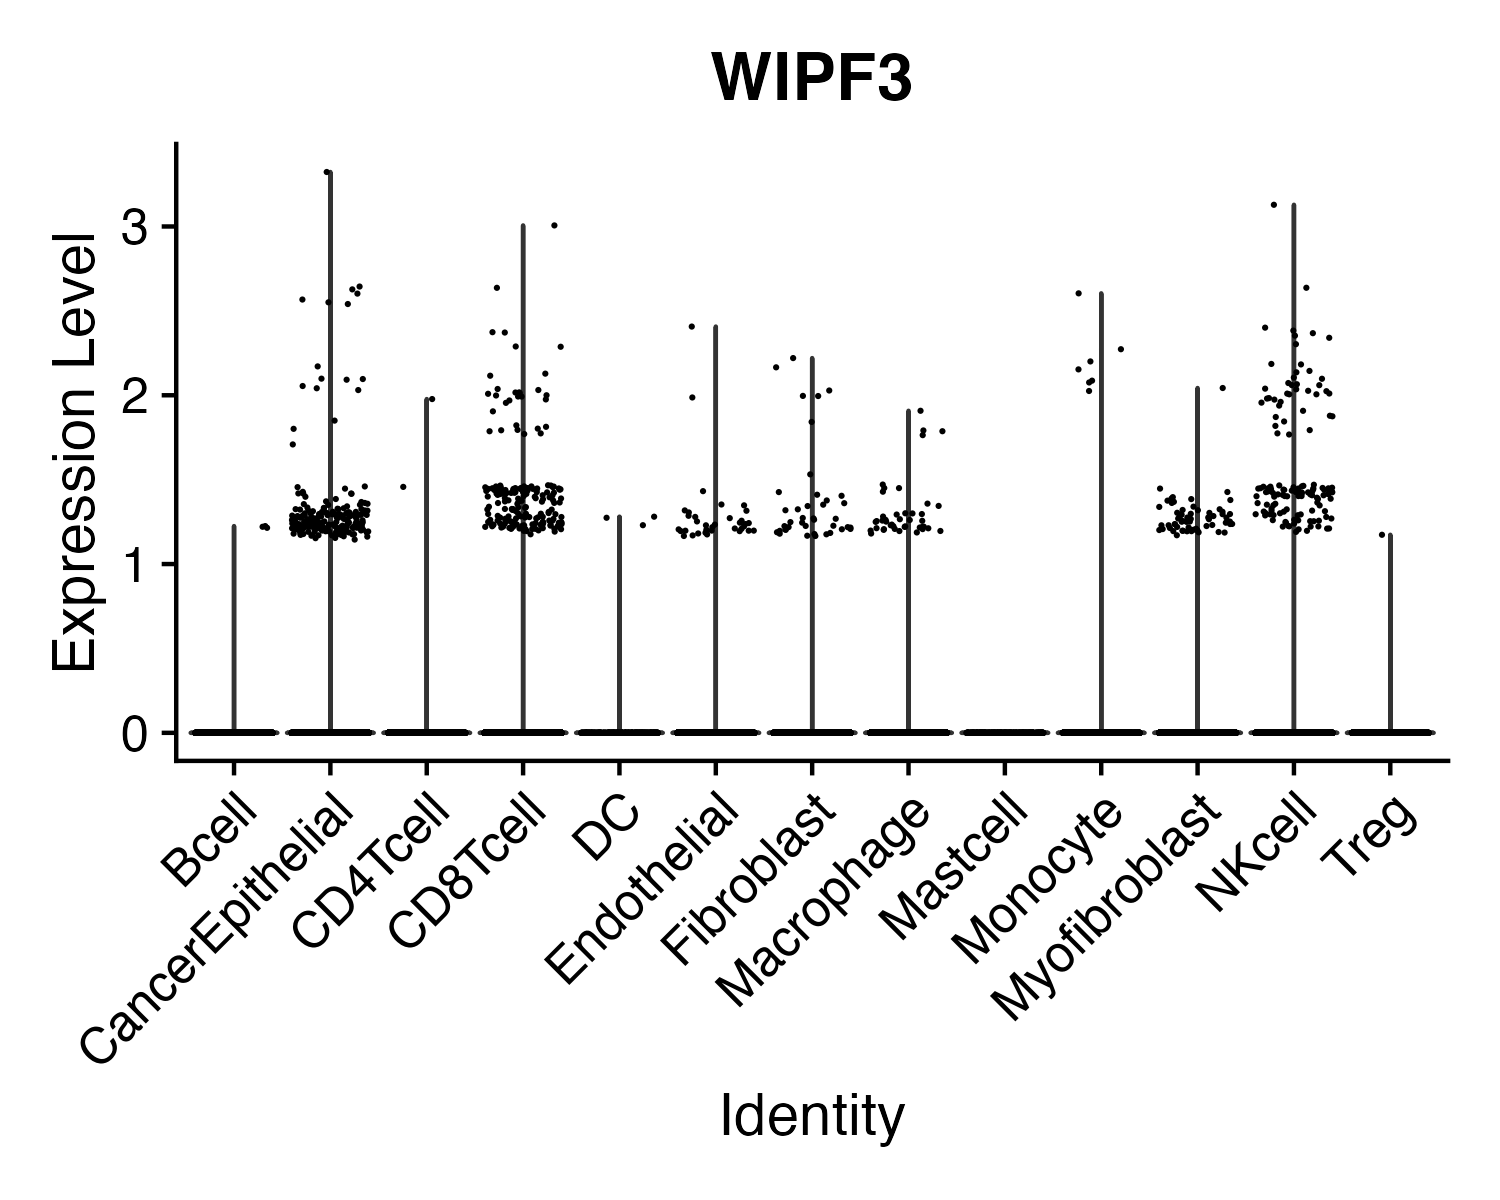 WIPF3
Expression Level
3
2
1
0
Bcell
CancerEpithelial
CD4Tcell
CD8Tcell
DC
Endothelial
Fibroblast
Macrophage
Mastcell
Monocyte
Myofibroblast
NKcell
Treg
Identity